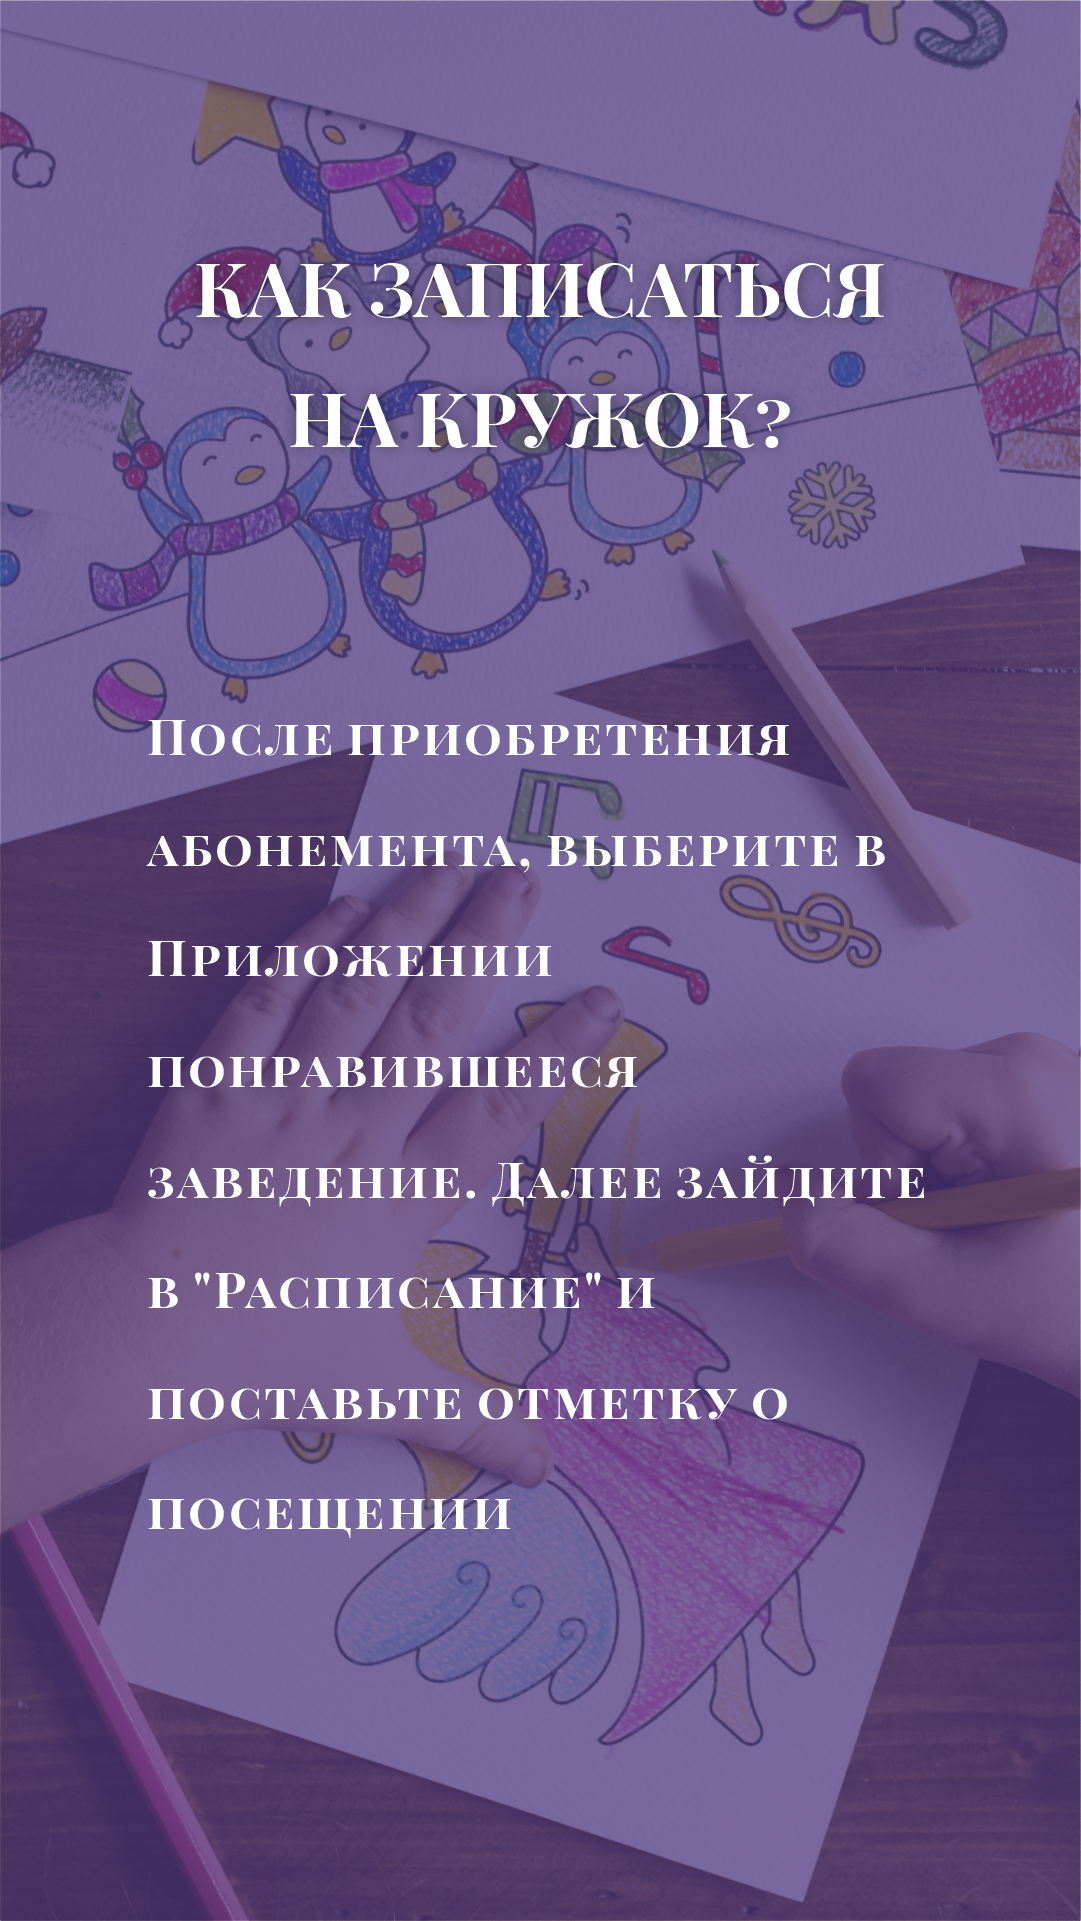 КАК ЗАПИСАТЬСЯ
НА КРУЖОК?
После приобретения
абонемента, выберите в
Приложении
понравившееся
заведение. Далее зайдите
в "Расписание" и
поставьте отметку о
посещении